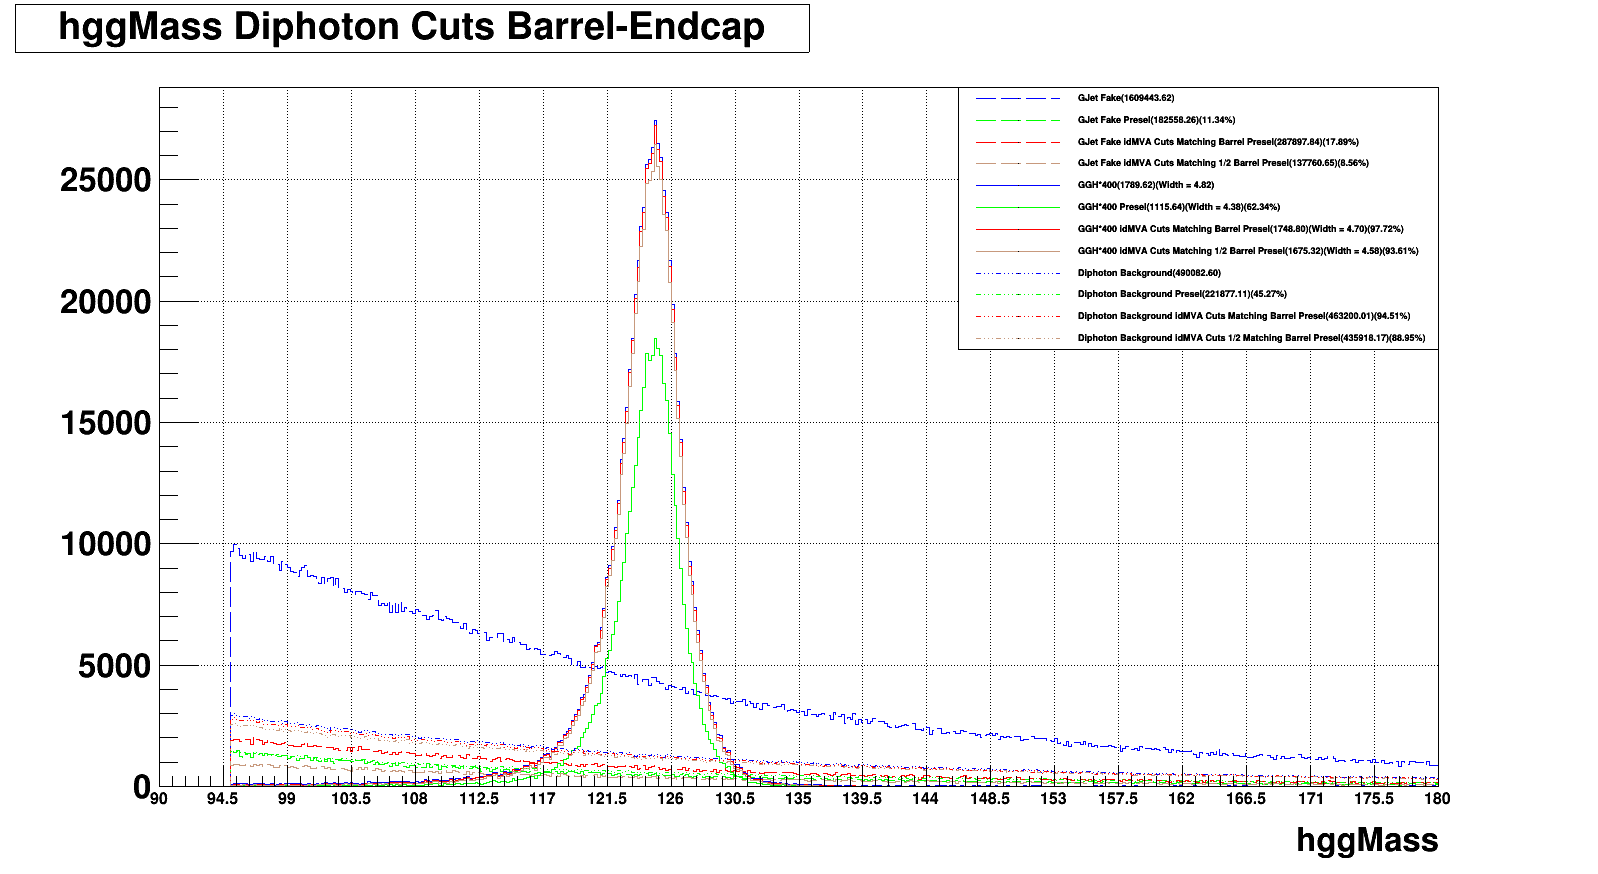 hggMass Diphoton Cuts Barrel-Endcap
GJet Fake(1609443.62)
GJet Fake Presel(182558.26)(11.34%)
GJet Fake idMVA Cuts Matching Barrel Presel(287897.84)(17.89%)
GJet Fake idMVA Cuts Matching 1/2 Barrel Presel(137760.65)(8.56%)
GGH*400(1789.62)(Width = 4.82)
GGH*400 Presel(1115.64)(Width = 4.38)(62.34%)
GGH*400 idMVA Cuts Matching Barrel Presel(1748.80)(Width = 4.70)(97.72%)
GGH*400 idMVA Cuts Matching 1/2 Barrel Presel(1675.32)(Width = 4.58)(93.61%)
Diphoton Background(490082.60)
Diphoton Background Presel(221877.11)(45.27%)
Diphoton Background idMVA Cuts Matching Barrel Presel(463200.01)(94.51%)
Diphoton Background idMVA Cuts 1/2 Matching Barrel Presel(435918.17)(88.95%)
25000
20000
15000
10000
5000
0
90 94.5 99 103.5 108 112.5 117 121.5 126 130.5 135 139.5 144 148.5 153 157.5 162 166.5 171 175.5 180
hggMass